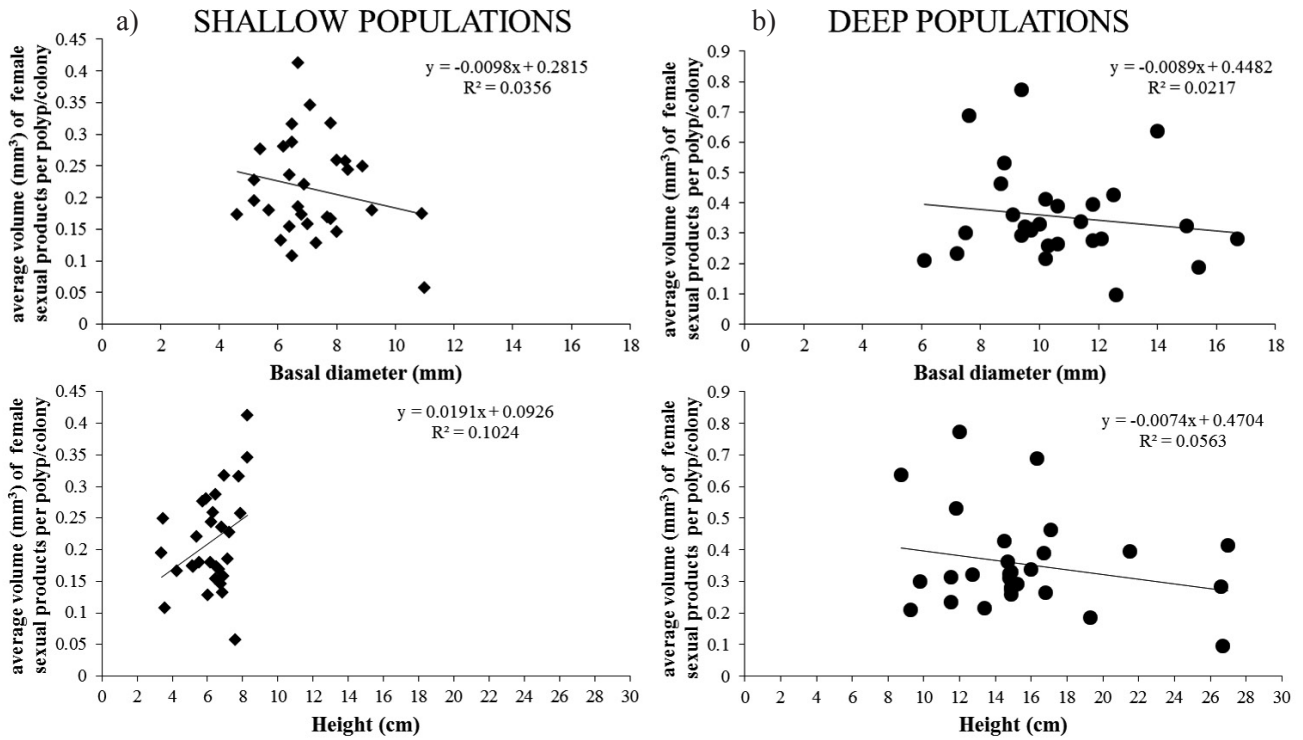 a) SHALLOW POPULATIONS
b) DEEP POPULATIONS
average volume (mm³) of female
sexual products per polyp/colony
0.45
0.4
0.35
0.3
0.25
0.2
0.15
0.1
0.05
0
y = -0.0098x + 0.2815
R² = 0.0356
0 2 4 6 8 10 12 14 16 18
Basal diameter (mm)
average volume (mm³) of female
sexual products per polyp/colony
0.9
0.8
0.7
0.6
0.5
0.4
0.3
0.2
0.1
0
y = -0.0089x + 0.4482
R² = 0.0217
0 2 4 6 8 10 12 14 16 18
Basal diameter (mm)
average volume (mm³) of female
sexual products per polyp/colony
0.45
0.4
0.35
0.3
0.25
0.2
0.15
0.1
0.05
0
y = 0.0191x + 0.0926
R² = 0.1024
0 2 4 6 8 10 12 14 16 18 20 22 24 26 28 30
Height (cm)
average volume (mm³) of female
sexual products per polyp/colony
0.9
0.8
0.7
0.6
0.5
0.4
0.3
0.2
0.1
0
y = -0.0074x + 0.4704
R² = 0.0563
0 2 4 6 8 10 12 14 16 18 20 22 24 26 28 30
Height (cm)